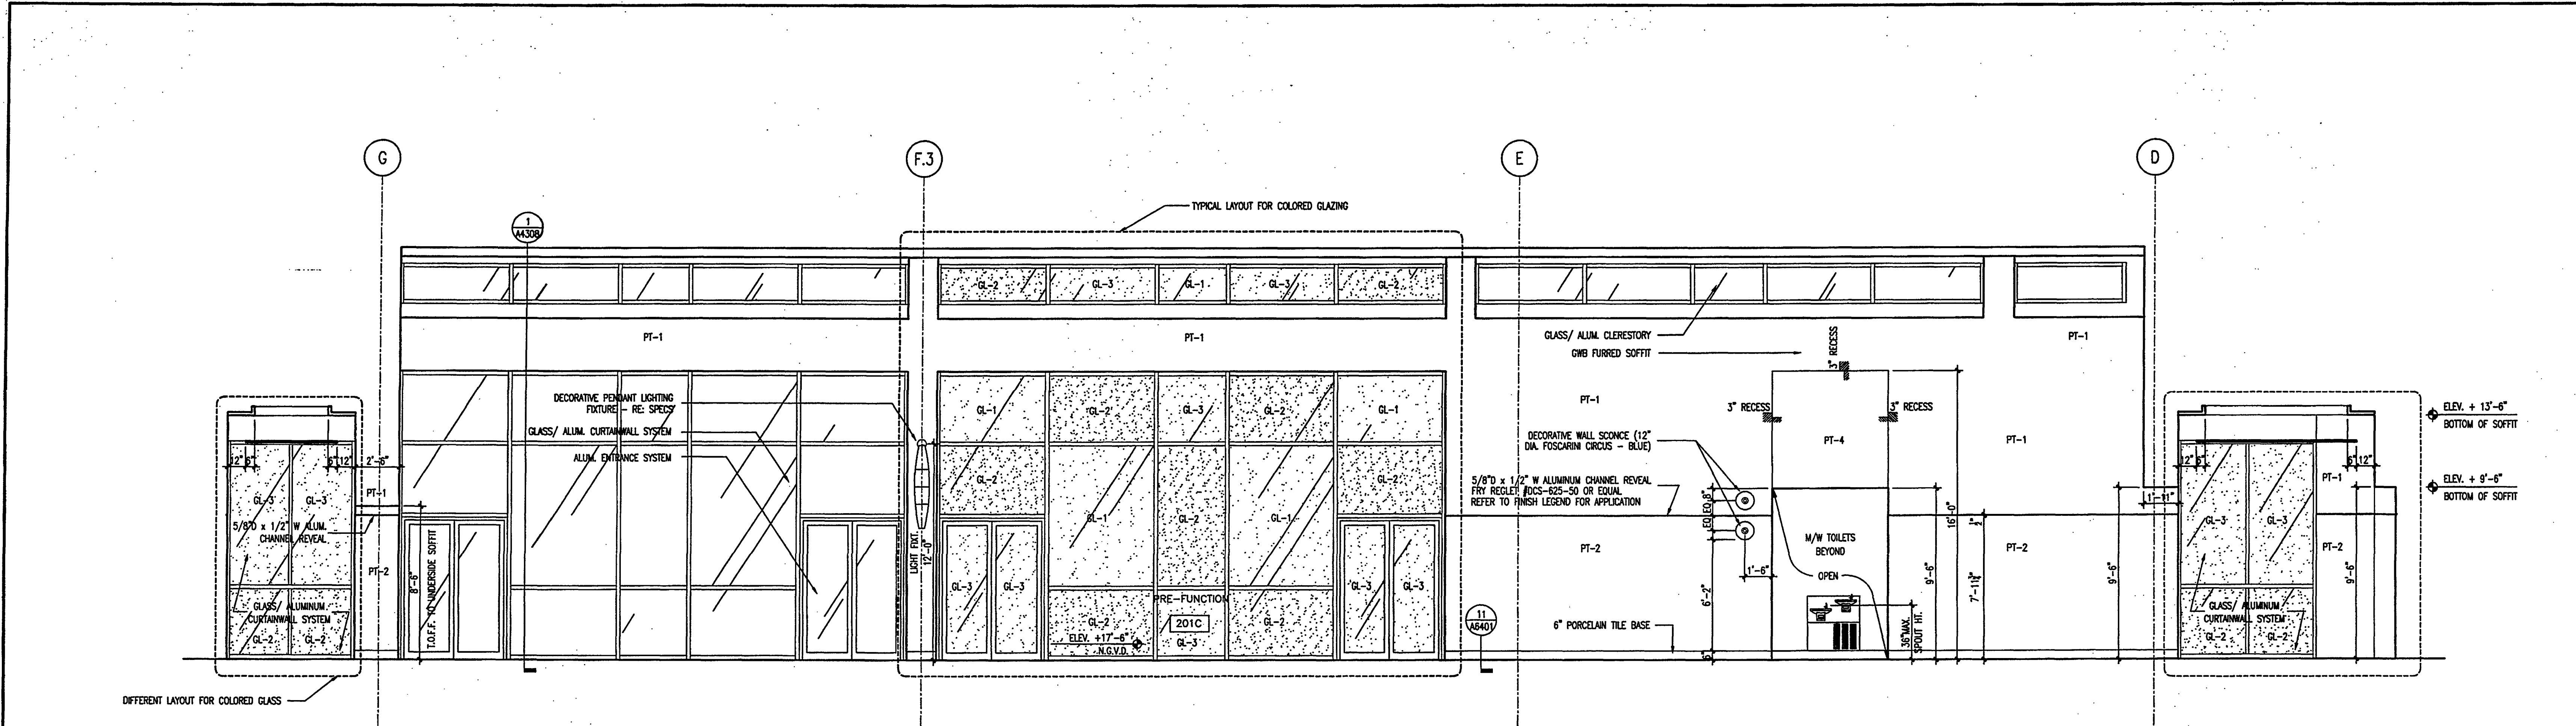 G
F.3
E
D
TYPICAL LAYOUT FOR COLORED GLAZING
1
A4308
GL-2
GL-3
GL-1
GL-3
GL-2
PT-1
PT-1
GLASS/ ALUM. CLERESTORY
GWB FURRED SOFFIT
3" RECESS
PT-1
DECORATIVE PENDANT LIGHTING
FIXTURE - RE: SPECS
GLASS/ ALUM. CURTAINWALL SYSTEM
ALUM. ENTRANCE SYSTEM
GL-1
GL-2
GL-3
GL-2
GL-1
PT-1
3" RECESS
3" RECESS
ELEV. + 13'-6"
BOTTOM OF SOFFIT
DECORATIVE WALL SCONCE (12"
DIA. FOSCARINI CIRCUS - BLUE)
PT-4
PT-1
12" 6"
6" 12"
2'-6"
GL-2
GL-2
12" 6"
6" 12"
PT-1
GL-3
GL-3
PT-1
5/8"D x 1/2" W ALUMINUM CHANNEL REVEAL
FRY REGLET #DCS-625-50 OR EQUAL
REFER TO FINISH LEGEND FOR APPLICATION
EQ. EQ. 8"
ELEV. + 9'-6"
BOTTOM OF SOFFIT
1'-11"
5/8"D x 1/2" W ALUM.
CHANNEL REVEAL
GL-1
GL-2
GL-1
16'-0"
GL-3
GL-3
PT-2
M/W TOILETS
BEYOND
PT-2
PT-2
PT-2
8'-6"
T.O.F.F. TO UNDERSIDE SOFFIT
LIGHT FIXT.
12'-0"
GL-3
GL-3
GL-3
GL-3
1'-6"
OPEN
6'-2"
9'-6"
7'-11 1/2"
9'-6"
9'-6"
GLASS/ ALUMINUM
CURTAINWALL SYSTEM
GL-2
GL-2
PRE-FUNCTION
201C
GL-2
GL-2
ELEV. +17'-6"
N.G.V.D.
GL-3
11
A6401
6" PORCELAIN TILE BASE
6"
36"MAX.
SPOUT HT.
GLASS/ ALUMINUM
CURTAINWALL SYSTEM
GL-2
GL-2
DIFFERENT LAYOUT FOR COLORED GLASS